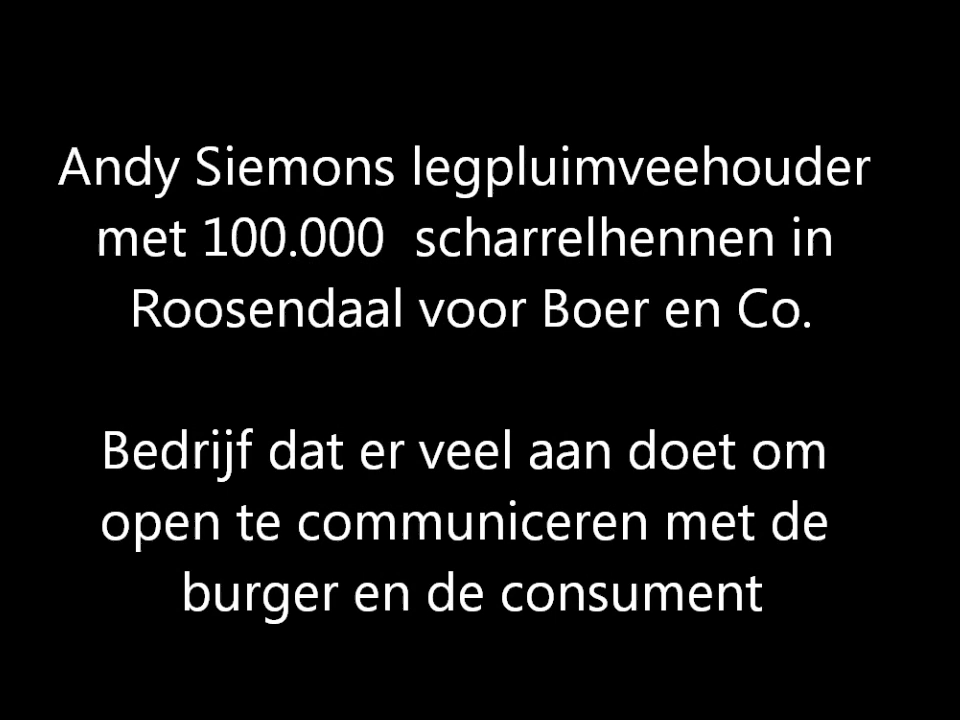 Andy Siemons legpluimveehouder
met 100.000  scharrelhennen in
Roosendaal voor Boer en Co.
Bedrijf dat er veel aan doet om
open te communiceren met de
burger en de consument